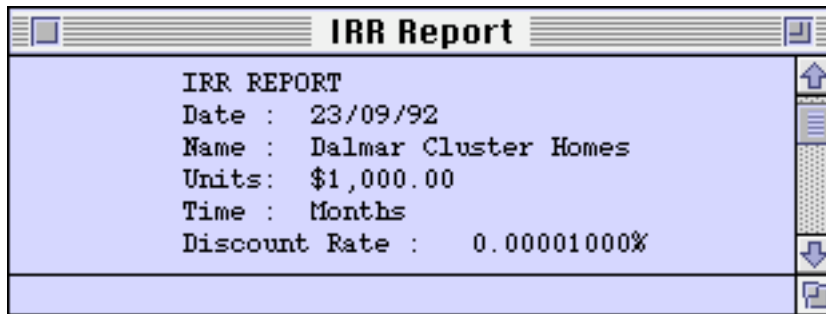 IRR Report
IRR REPORT
Date :  23/09/92
Name :  Dalmar Cluster Homes
Units:  $1,000.00
Time :  Months
Discount Rate :   0.00001000%